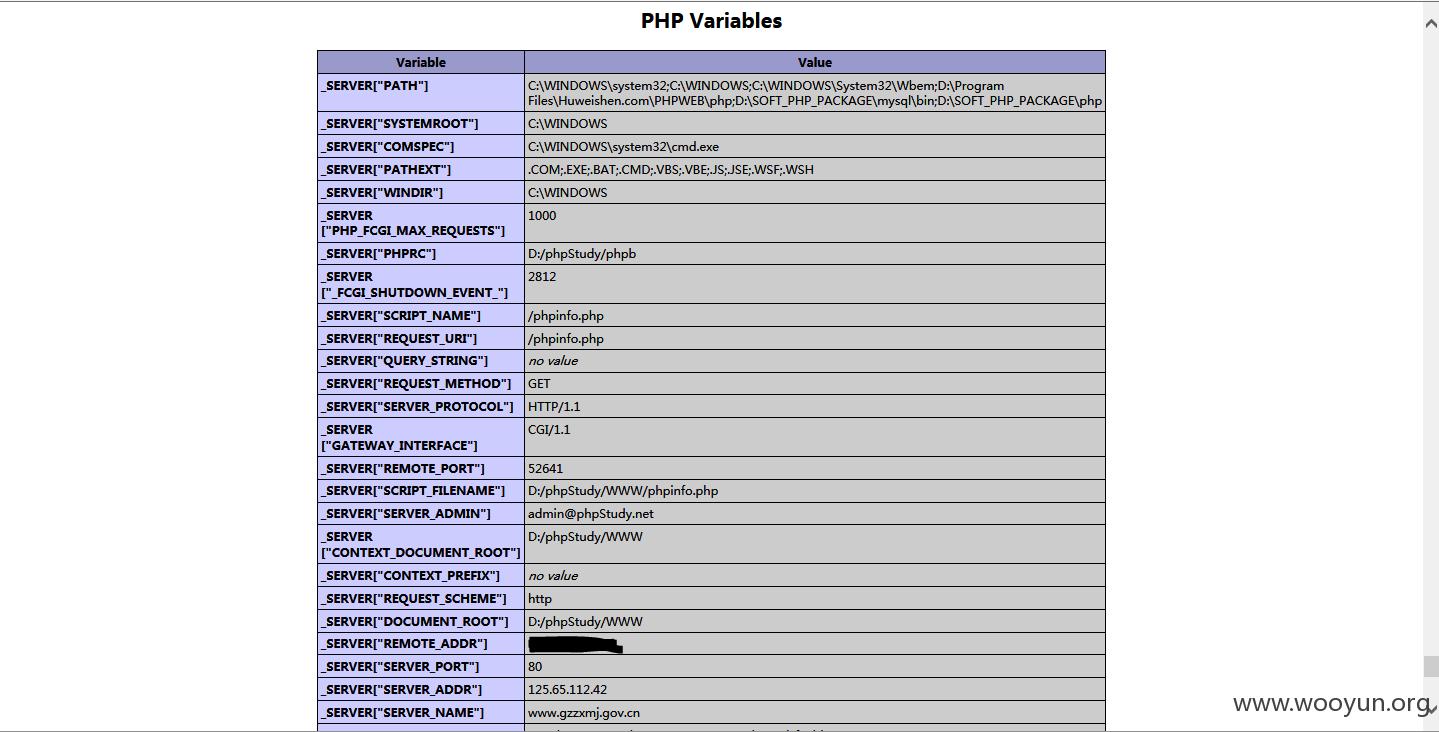 PHP Variables
Variable Value
_SERVER["PATH"] C:\WINDOWS\system32;C:\WINDOWS;C:\WINDOWS\System32\Wbem;D:\Program
Files\Huweishen.com\PHPWEB\php;D:\SOFT_PHP_PACKAGE\mysql\bin;D:\SOFT_PHP_PACKAGE\php
_SERVER["SYSTEMROOT"] C:\WINDOWS
_SERVER["COMSPEC"] C:\WINDOWS\system32\cmd.exe
_SERVER["PATHEXT"] .COM;.EXE;.BAT;.CMD;.VBS;.VBE;.JS;.JSE;.WSF;.WSH
_SERVER["WINDIR"] C:\WINDOWS
_SERVER 1000
["PHP_FCGI_MAX_REQUESTS"]
_SERVER["PHPRC"] D:/phpStudy/phpb
_SERVER 2812
["_FCGI_SHUTDOWN_EVENT_"]
_SERVER["SCRIPT_NAME"] /phpinfo.php
_SERVER["REQUEST_URI"] /phpinfo.php
_SERVER["QUERY_STRING"] no value
_SERVER["REQUEST_METHOD"] GET
_SERVER["SERVER_PROTOCOL"] HTTP/1.1
_SERVER CGI/1.1
["GATEWAY_INTERFACE"]
_SERVER["REMOTE_PORT"] 52641
_SERVER["SCRIPT_FILENAME"] D:/phpStudy/WWW/phpinfo.php
_SERVER["SERVER_ADMIN"] admin@phpStudy.net
_SERVER D:/phpStudy/WWW
["CONTEXT_DOCUMENT_ROOT"]
_SERVER["CONTEXT_PREFIX"] no value
_SERVER["REQUEST_SCHEME"] http
_SERVER["DOCUMENT_ROOT"] D:/phpStudy/WWW
_SERVER["REMOTE_ADDR"]
_SERVER["SERVER_PORT"] 80
_SERVER["SERVER_ADDR"] 125.65.112.42
_SERVER["SERVER_NAME"] www.gzzxmj.gov.cn
www.wooyun.org